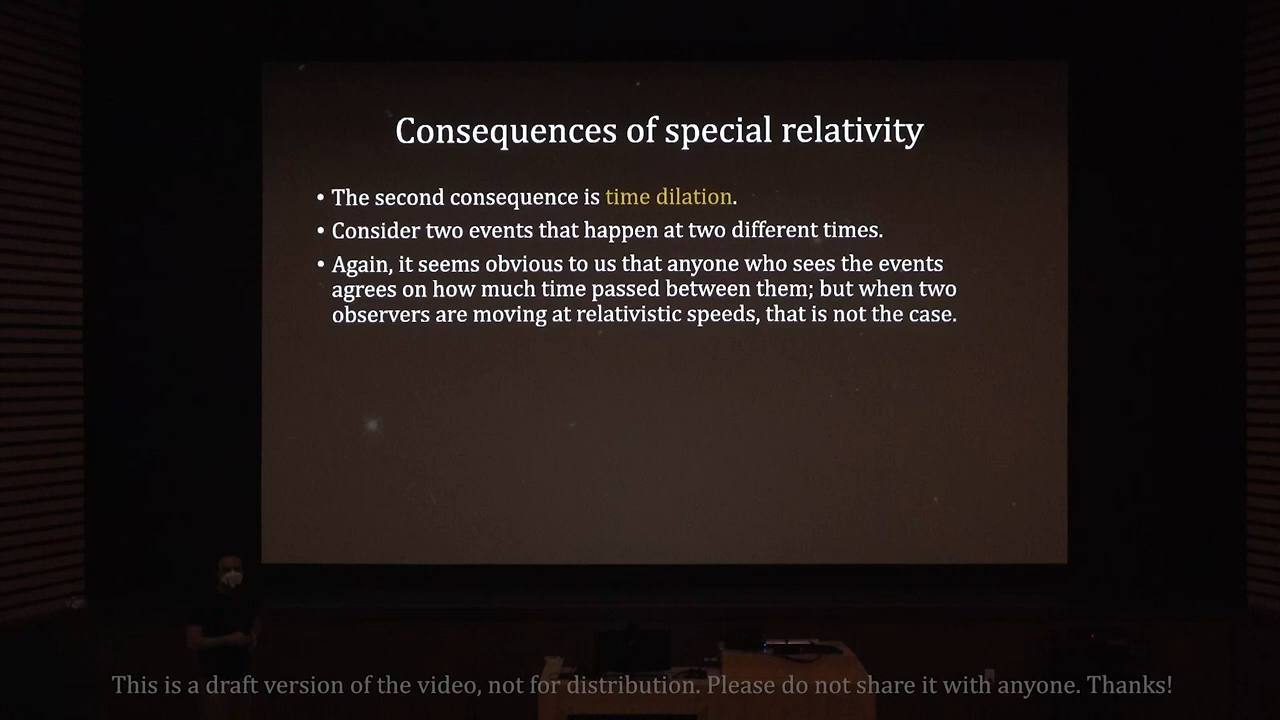 Consequences of special relativity
• The second consequence is time dilation.
• Consider two events that happen at two different times.
• Again, it seems obvious to us that anyone who sees the events
agrees on how much time passed between them; but when two
observers are moving at relativistic speeds, that is not the case.
This is a draft version of the video, not for distribution. Please do not share it with anyone. Thanks!